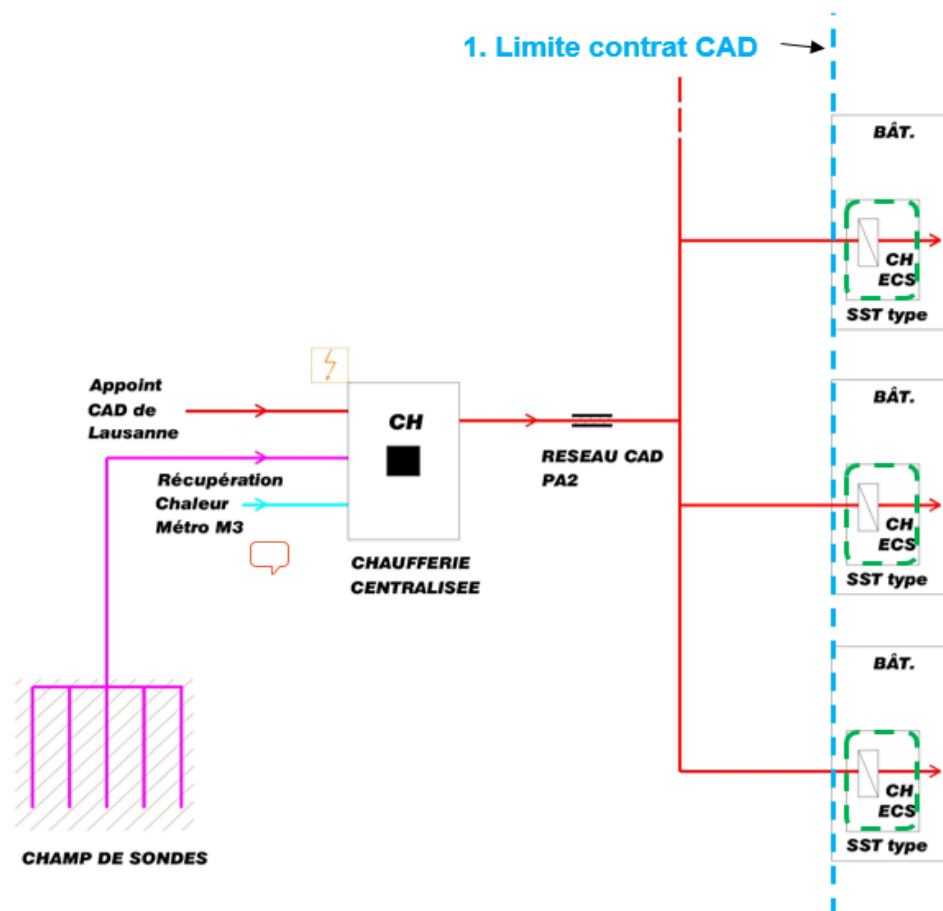 1. Limite contrat CAD
BÂT.
CH
ECS
SST type
Appoint
CAD de
Lausanne
CH
Récupération
Chaleur
Métro M3
CHAUFFERIE
CENTRALISEE
RESEAU CAD
PA2
BÂT.
CH
ECS
SST type
BÂT.
CH
ECS
SST type
CHAMP DE SONDES